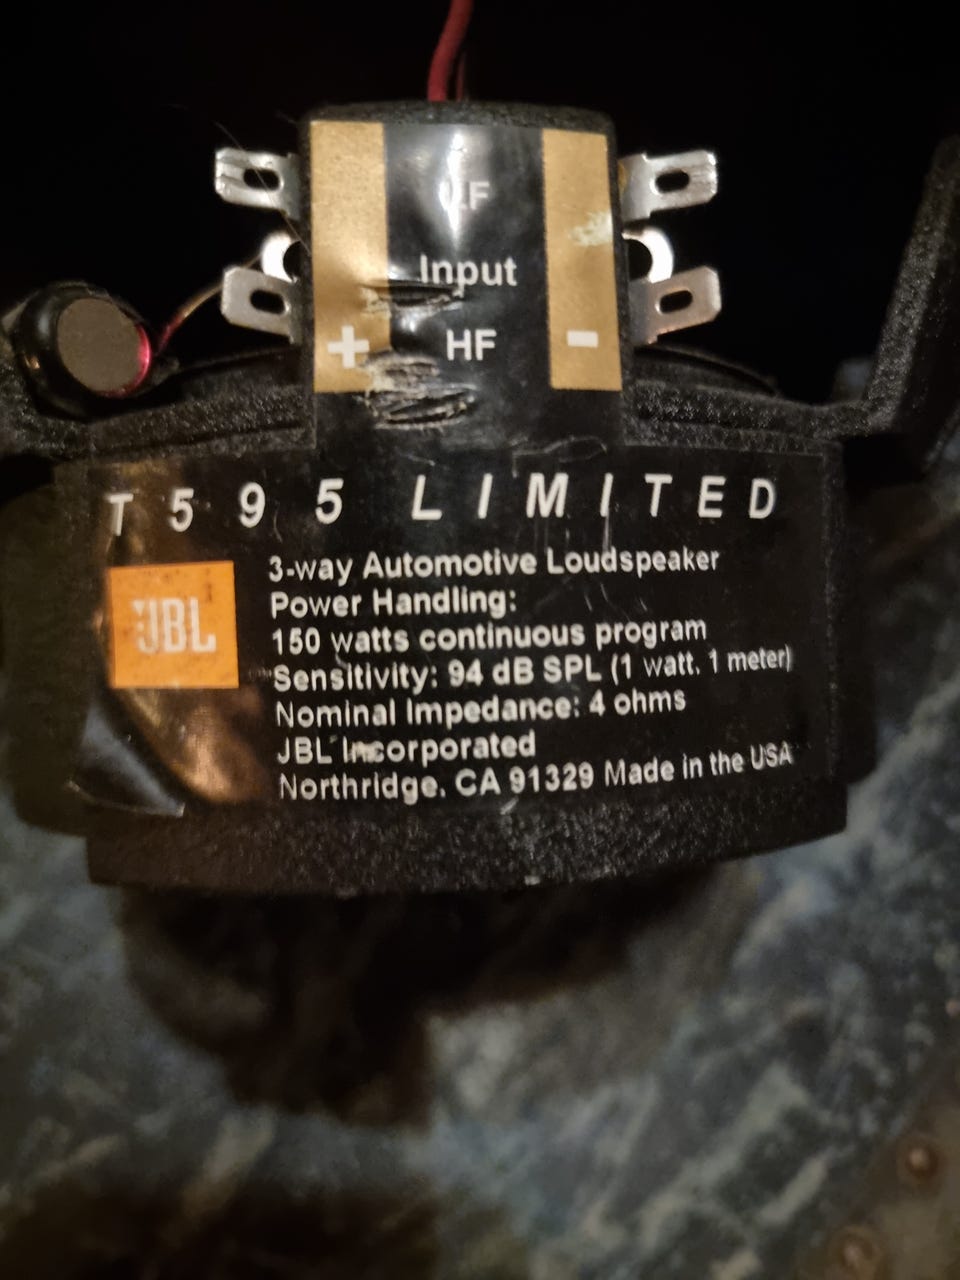 LF
Input
+ HF -
T595 LIMITED
JBL
3-way Automotive Loudspeaker
Power Handling:
150 watts continuous program
Sensitivity: 94 dB SPL (1 watt. 1 meter)
Nominal Impedance: 4 ohms
JBL Incorporated
Northridge. CA 91329 Made in the USA